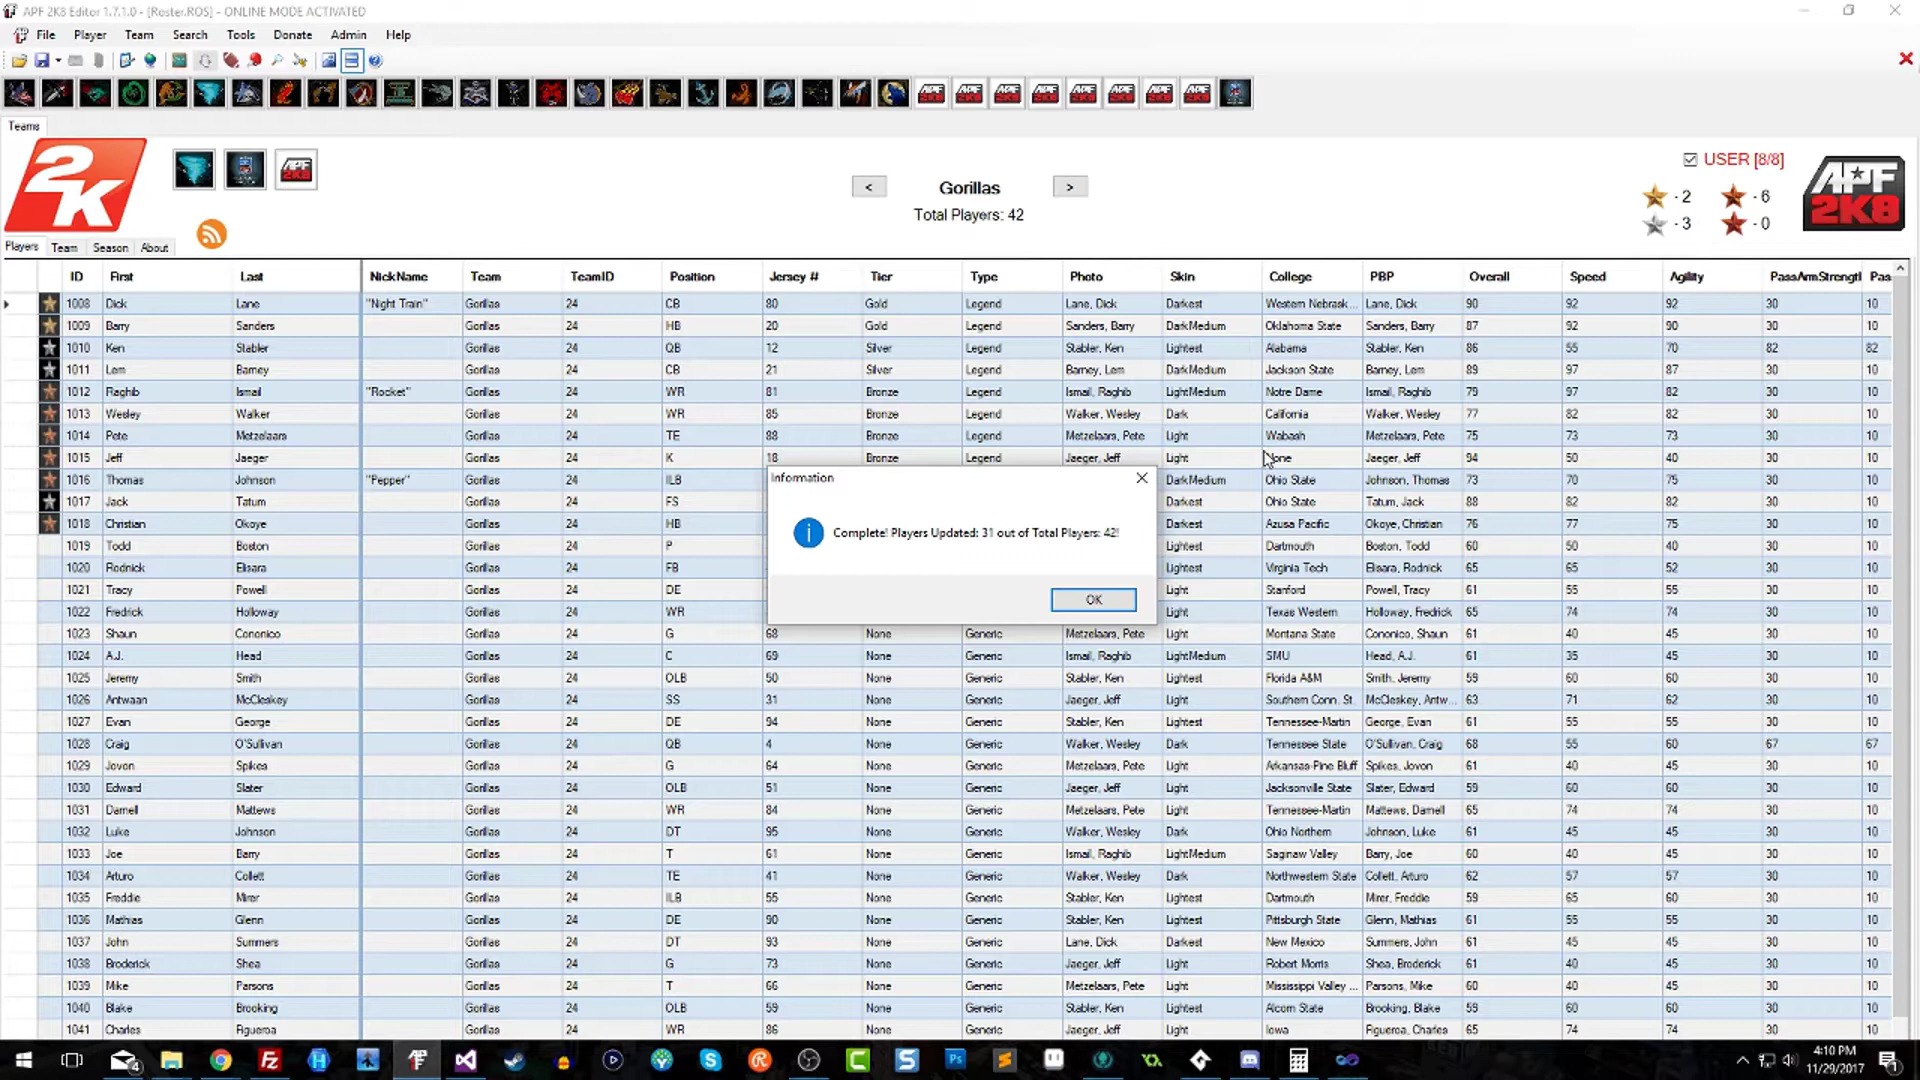 APF 2K8 Editor 1.7.1.0 - [Roster.ROS] - ONLINE MODE ACTIVATED
File Player Team Search Tools Donate Admin Help
Teams
2K
USER [8/8]
< Gorillas >
Total Players: 42
- 2 - 6
- 3 - 0
APF 2K8
Players Team Season About
ID First Last NickName Team TeamID Position Jersey # Tier Type Photo Skin College PBP Overall Speed Agility PassArmStrengtl Pas
1008 Dick Lane "Night Train" Gorillas 24 CB 80 Gold Legend Lane, Dick Darkest Western Nebrask... Lane, Dick 90 92 92 30 10
1009 Barry Sanders Gorillas 24 HB 20 Gold Legend Sanders, Barry DarkMedium Oklahoma State Sanders, Barry 87 92 90 30 10
1010 Ken Stabler Gorillas 24 QB 12 Silver Legend Stabler, Ken Lightest Alabama Stabler, Ken 86 55 70 82 82
1011 Lem Barney Gorillas 24 CB 21 Silver Legend Barney, Lem DarkMedium Jackson State Barney, Lem 89 97 87 30 10
1012 Raghib Ismail "Rocket" Gorillas 24 WR 81 Bronze Legend Ismail, Raghib LightMedium Notre Dame Ismail, Raghib 79 97 82 30 10
1013 Wesley Walker Gorillas 24 WR 85 Bronze Legend Walker, Wesley Dark California Walker, Wesley 77 82 82 30 10
1014 Pete Metzelaars Gorillas 24 TE 88 Bronze Legend Metzelaars, Pete Light Wabash Metzelaars, Pete 75 73 73 30 10
1015 Jeff Jaeger Gorillas 24 K 18 Bronze Legend Jaeger, Jeff Light None Jaeger, Jeff 94 50 40 30 10
1016 Thomas Johnson "Pepper" Gorillas 24 ILB DarkMedium Ohio State Johnson, Thomas 73 70 75 30 10
1017 Jack Tatum Gorillas 24 FS Darkest Ohio State Tatum, Jack 88 82 82 30 10
1018 Christian Okoye Gorillas 24 HB Darkest Azusa Pacific Okoye, Christian 76 77 75 30 10
1019 Todd Boston Gorillas 24 P Lightest Dartmouth Boston, Todd 60 50 40 30 10
1020 Rodnick Elisara Gorillas 24 FB Lightest Virginia Tech Elisara, Rodnick 65 65 52 30 10
1021 Tracy Powell Gorillas 24 DE Light Stanford Powell, Tracy 61 55 55 30 10
1022 Fredrick Holloway Gorillas 24 WR Light Texas Western Holloway, Fredrick 65 74 74 30 10
1023 Shaun Cononico Gorillas 24 G 68 None Generic Metzelaars, Pete Light Montana State Cononico, Shaun 61 40 45 30 10
1024 A.J. Head Gorillas 24 C 69 None Generic Ismail, Raghib LightMedium SMU Head, A.J. 61 35 45 30 10
1025 Jeremy Smith Gorillas 24 OLB 50 None Generic Stabler, Ken Lightest Florida A&M Smith, Jeremy 59 60 60 30 10
1026 Antwaan McCleskey Gorillas 24 SS 31 None Generic Jaeger, Jeff Light Southern Conn. St. McCleskey, Antw... 63 71 62 30 10
1027 Evan George Gorillas 24 DE 94 None Generic Stabler, Ken Lightest Tennessee-Martin George, Evan 61 55 55 30 10
1028 Craig O'Sullivan Gorillas 24 QB 4 None Generic Walker, Wesley Dark Tennessee State O'Sullivan, Craig 68 55 60 67 67
1029 Jovon Spikes Gorillas 24 G 64 None Generic Metzelaars, Pete Light Arkansas-Pine Bluff Spikes, Jovon 61 40 45 30 10
1030 Edward Slater Gorillas 24 OLB 51 None Generic Jaeger, Jeff Light Jacksonville State Slater, Edward 59 60 60 30 10
1031 Darnell Mattews Gorillas 24 WR 84 None Generic Metzelaars, Pete Light Tennessee-Martin Mattews, Darnell 65 74 74 30 10
1032 Luke Johnson Gorillas 24 DT 95 None Generic Walker, Wesley Dark Ohio Northern Johnson, Luke 61 45 45 30 10
1033 Joe Barry Gorillas 24 T 61 None Generic Ismail, Raghib LightMedium Saginaw Valley Barry, Joe 60 40 45 30 10
1034 Arturo Collett Gorillas 24 TE 41 None Generic Walker, Wesley Dark Northwestern State Collett, Arturo 62 57 57 30 10
1035 Freddie Mirer Gorillas 24 ILB 55 None Generic Stabler, Ken Lightest Dartmouth Mirer, Freddie 59 65 60 30 10
1036 Mathias Glenn Gorillas 24 DE 90 None Generic Stabler, Ken Lightest Pittsburgh State Glenn, Mathias 61 55 55 30 10
1037 John Summers Gorillas 24 DT 93 None Generic Lane, Dick Darkest New Mexico Summers, John 61 45 45 30 10
1038 Broderick Shea Gorillas 24 G 73 None Generic Jaeger, Jeff Light Robert Morris Shea, Broderick 61 40 45 30 10
1039 Mike Parsons Gorillas 24 T 66 None Generic Metzelaars, Pete Light Mississippi Valley ... Parsons, Mike 60 40 45 30 10
1040 Blake Brooking Gorillas 24 OLB 59 None Generic Stabler, Ken Lightest Alcorn State Brooking, Blake 59 60 60 30 10
1041 Charles Figueroa Gorillas 24 WR 86 None Generic Jaeger, Jeff Light Iowa Figueroa, Charles 65 74 74 30 10
Information
Complete! Players Updated: 31 out of Total Players: 42!
OK
4:10 PM
11/29/2017